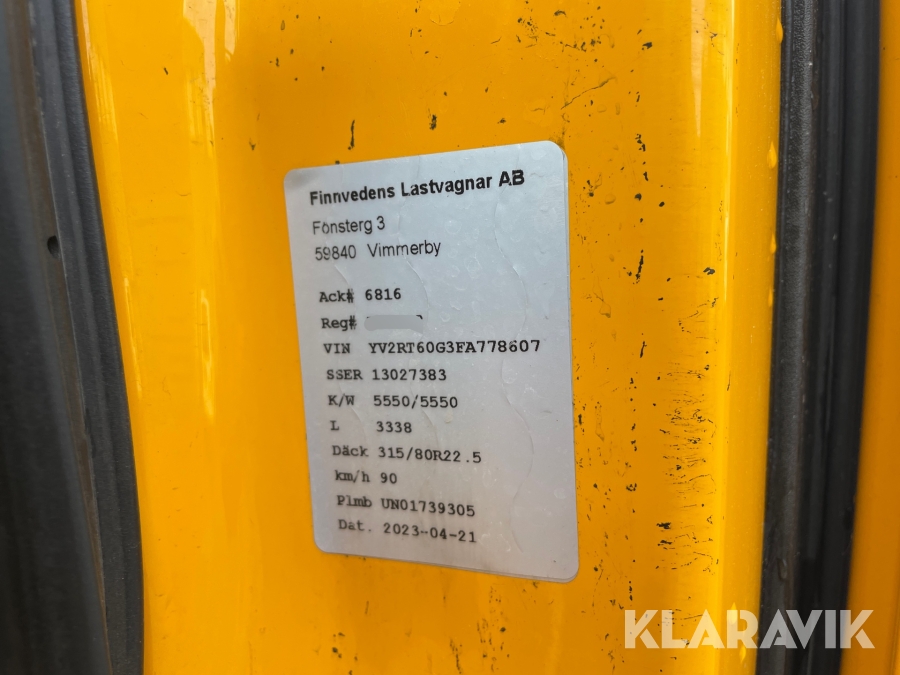 Finnvedens Lastvagnar AB
Fönsterg 3
59840 Vimmerby
Ack# 6816
Reg#
VIN YV2RT60G3FA778607
SSER 13027383
K/W 5550/5550
L 3338
Däck 315/80R22.5
km/h 90
Plmb UN01739305
Dat. 2023-04-21
KLARAVIK